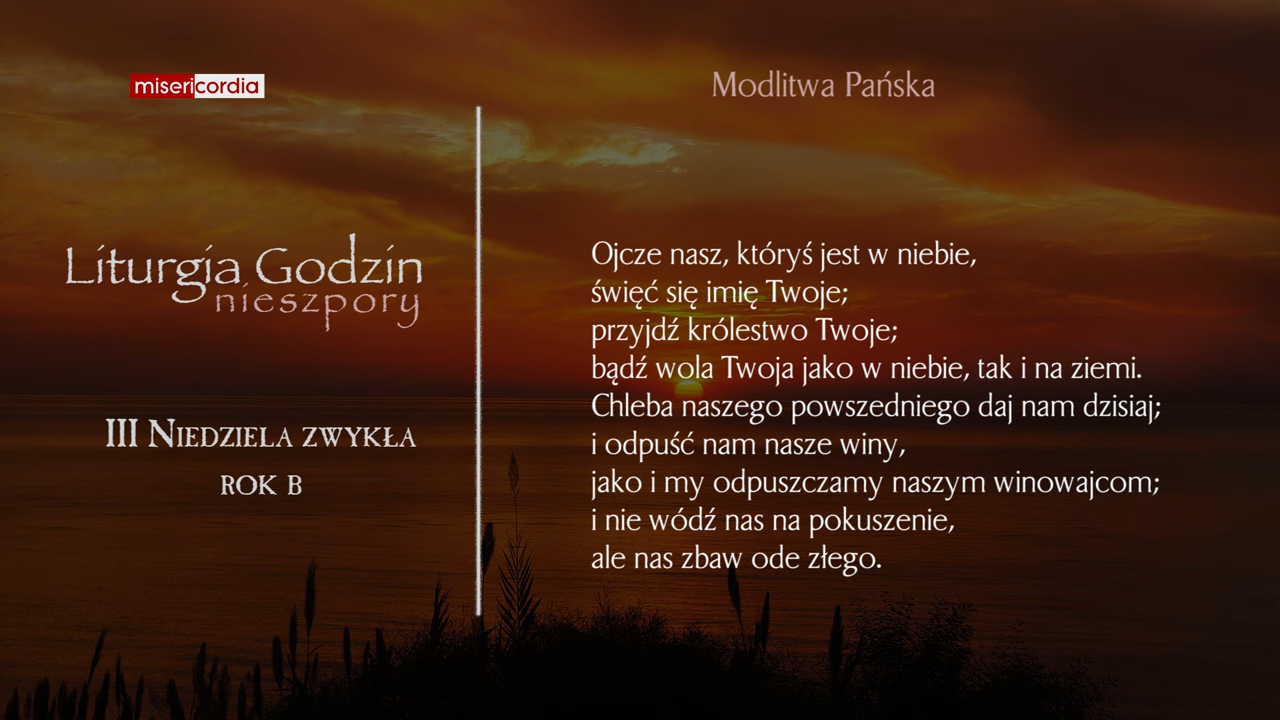 misericordia
Liturgia Godzin
nieszpory
III Niedziela zwykła
rok B
Modlitwa Pańska
Ojcze nasz, któryś jest w niebie,
święć się imię Twoje;
przyjdź królestwo Twoje;
bądź wola Twoja jako w niebie, tak i na ziemi.
Chleba naszego powszedniego daj nam dzisiaj;
i odpuść nam nasze winy,
jako i my odpuszczamy naszym winowajcom;
i nie wódź nas na pokuszenie,
ale nas zbaw ode złego.